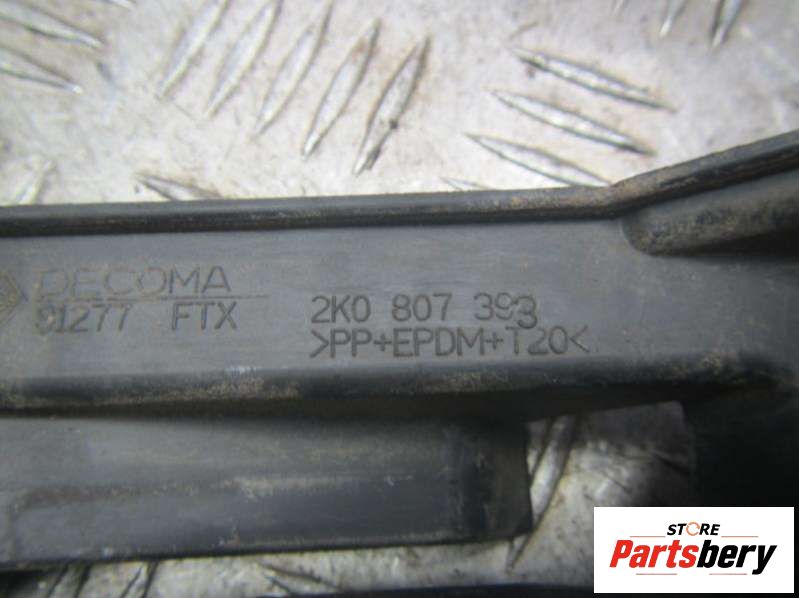 DECOMA
91277 FTX
2K0 807 393
>PP+EPDM+T20<
STORE
Partsbery